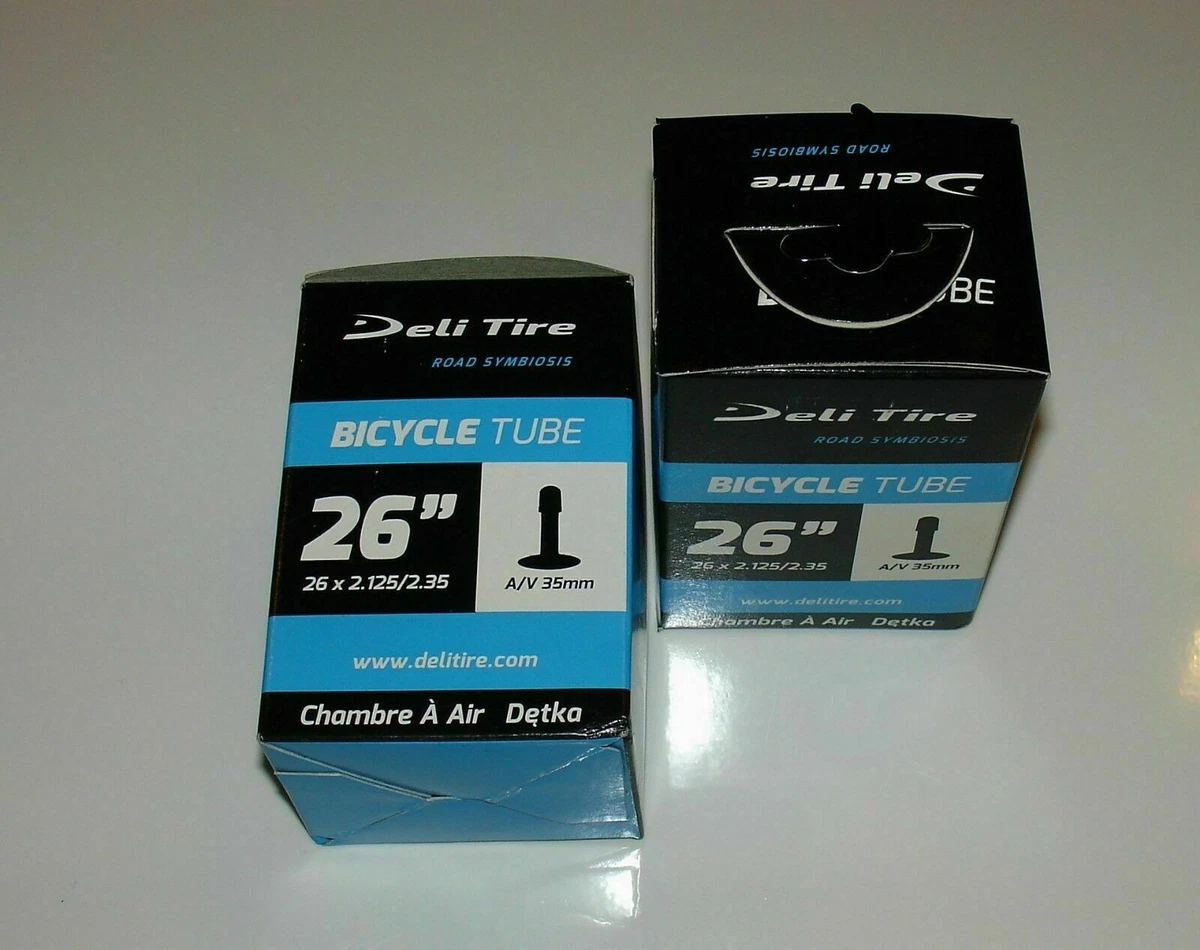 Deli Tire
ROAD SYMBIOSIS
BICYCLE TUBE
26”
26 x 2.125/2.35
A/V 35mm
www.delitire.com
Chambre À Air Dętka
ROAD SYMBIOSIS
Deli Tire
Deli Tire
ROAD SYMBIOSIS
BICYCLE TUBE
26”
26 x 2.125/2.35
A/V 35mm
www.delitire.com
Chambre À Air Dętka